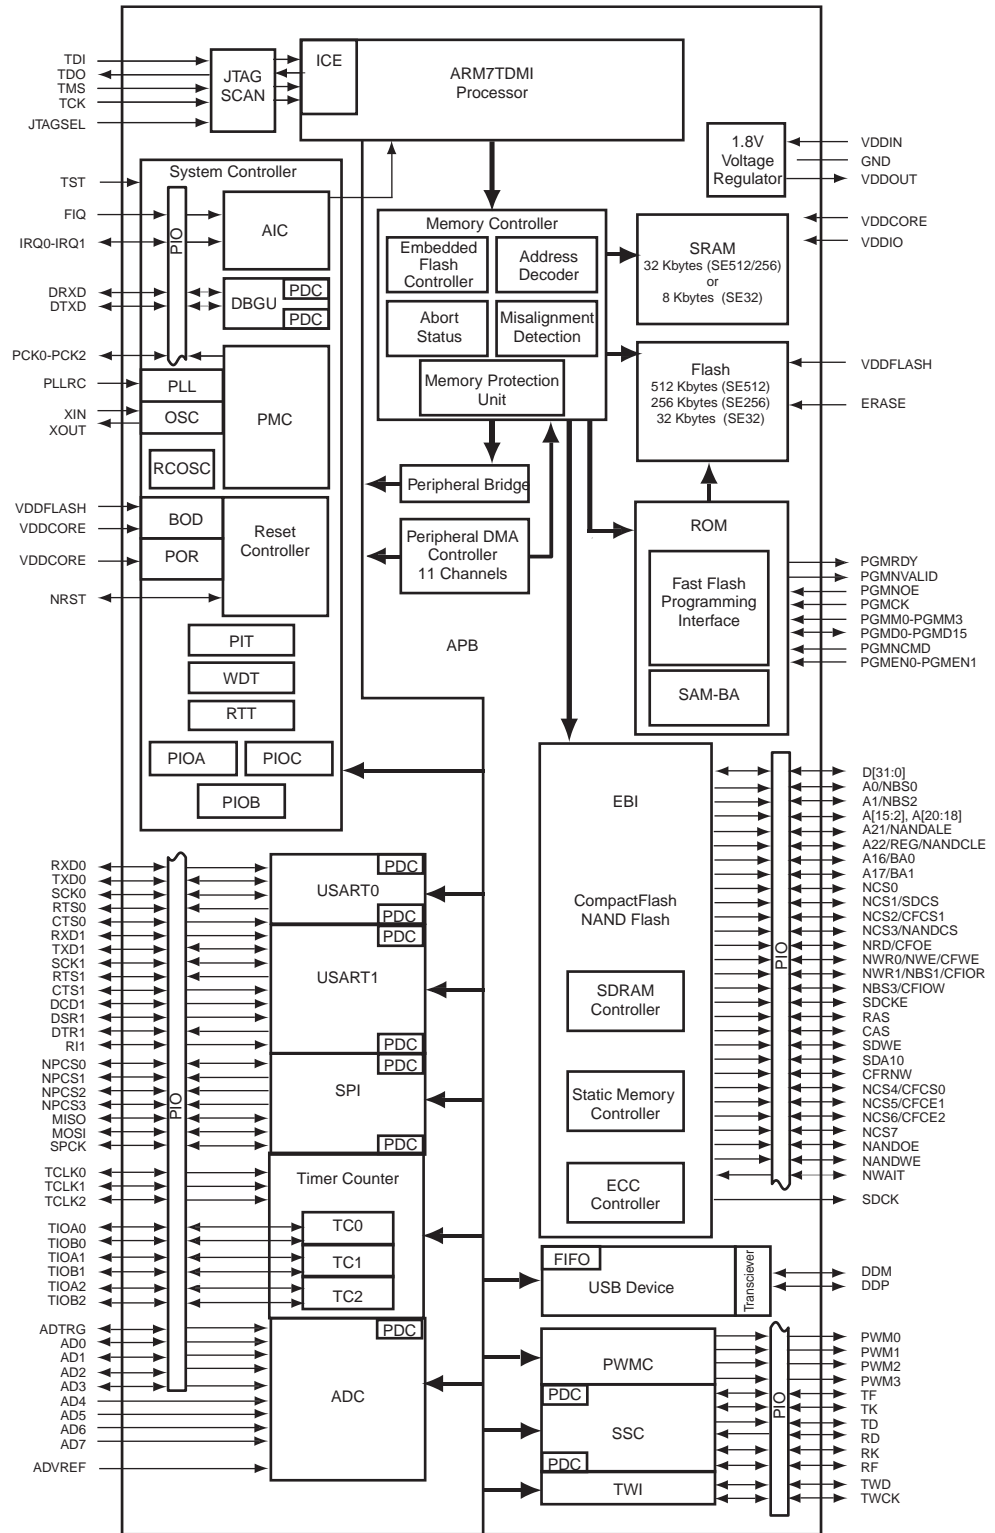 TDI
TDO
TMS
TCK
JTAGSEL
JTAG
SCAN
ICE
ARM7TDMI
Processor
1.8V
Voltage
Regulator
VDDIN
GND
VDDOUT
VDDCORE
VDDIO
System Controller
TST
FIQ
IRQ0-IRQ1
PIO
AIC
DRXD
DTXD
DBGU
PDC
PDC
PCK0-PCK2
PLLRC
PLL
XIN
XOUT
OSC
PMC
RCOSC
VDDFLASH
VDDCORE
BOD
VDDCORE
POR
Reset
Controller
NRST
PIT
WDT
RTT
PIOA
PIOC
PIOB
Memory Controller
Embedded
Flash
Controller
Address
Decoder
Abort
Status
Misalignment
Detection
Memory Protection
Unit
SRAM
32 Kbytes (SE512/256)
or
8 Kbytes (SE32)
Flash
512 Kbytes (SE512)
256 Kbytes (SE256)
32 Kbytes (SE32)
VDDFLASH
ERASE
Peripheral Bridge
Peripheral DMA
Controller
11 Channels
APB
ROM
Fast Flash
Programming
Interface
SAM-BA
PGMRDY
PGMNVALID
PGMNOE
PGMCK
PGMM0-PGMM3
PGMD0-PGMD15
PGMNCMD
PGMEN0-PGMEN1
EBI
CompactFlash
NAND Flash
SDRAM
Controller
Static Memory
Controller
ECC
Controller
PIO
D[31:0]
A0/NBS0
A1/NBS2
A[15:2], A[20:18]
A21/NANDALE
A22/REG/NANDCLE
A16/BA0
A17/BA1
NCS0
NCS1/SDCS
NCS2/CFCS1
NCS3/NANDCS
NRD/CFOE
NWR0/NWE/CFWE
NWR1/NBS1/CFIOR
NBS3/CFIOW
SDCKE
RAS
CAS
SDWE
SDA10
CFRNW
NCS4/CFCS0
NCS5/CFCE1
NCS6/CFCE2
NCS7
NANDOE
NANDWE
NWAIT
SDCK
RXD0
TXD0
SCK0
RTS0
CTS0
RXD1
TXD1
SCK1
RTS1
CTS1
DCD1
DSR1
DTR1
RI1
NPCS0
NPCS1
NPCS2
NPCS3
MISO
MOSI
SPCK
TCLK0
TCLK1
TCLK2
TIOA0
TIOB0
TIOA1
TIOB1
TIOA2
TIOB2
ADTRG
AD0
AD1
AD2
AD3
AD4
AD5
AD6
AD7
ADVREF
PIO
PDC
USART0
PDC
PDC
USART1
PDC
PDC
SPI
PDC
Timer Counter
TC0
TC1
TC2
PDC
ADC
FIFO
USB Device
Transciever
DDM
DDP
PWMC
PDC
SSC
PDC
TWI
PIO
PWM0
PWM1
PWM2
PWM3
TF
TK
TD
RD
RK
RF
TWD
TWCK